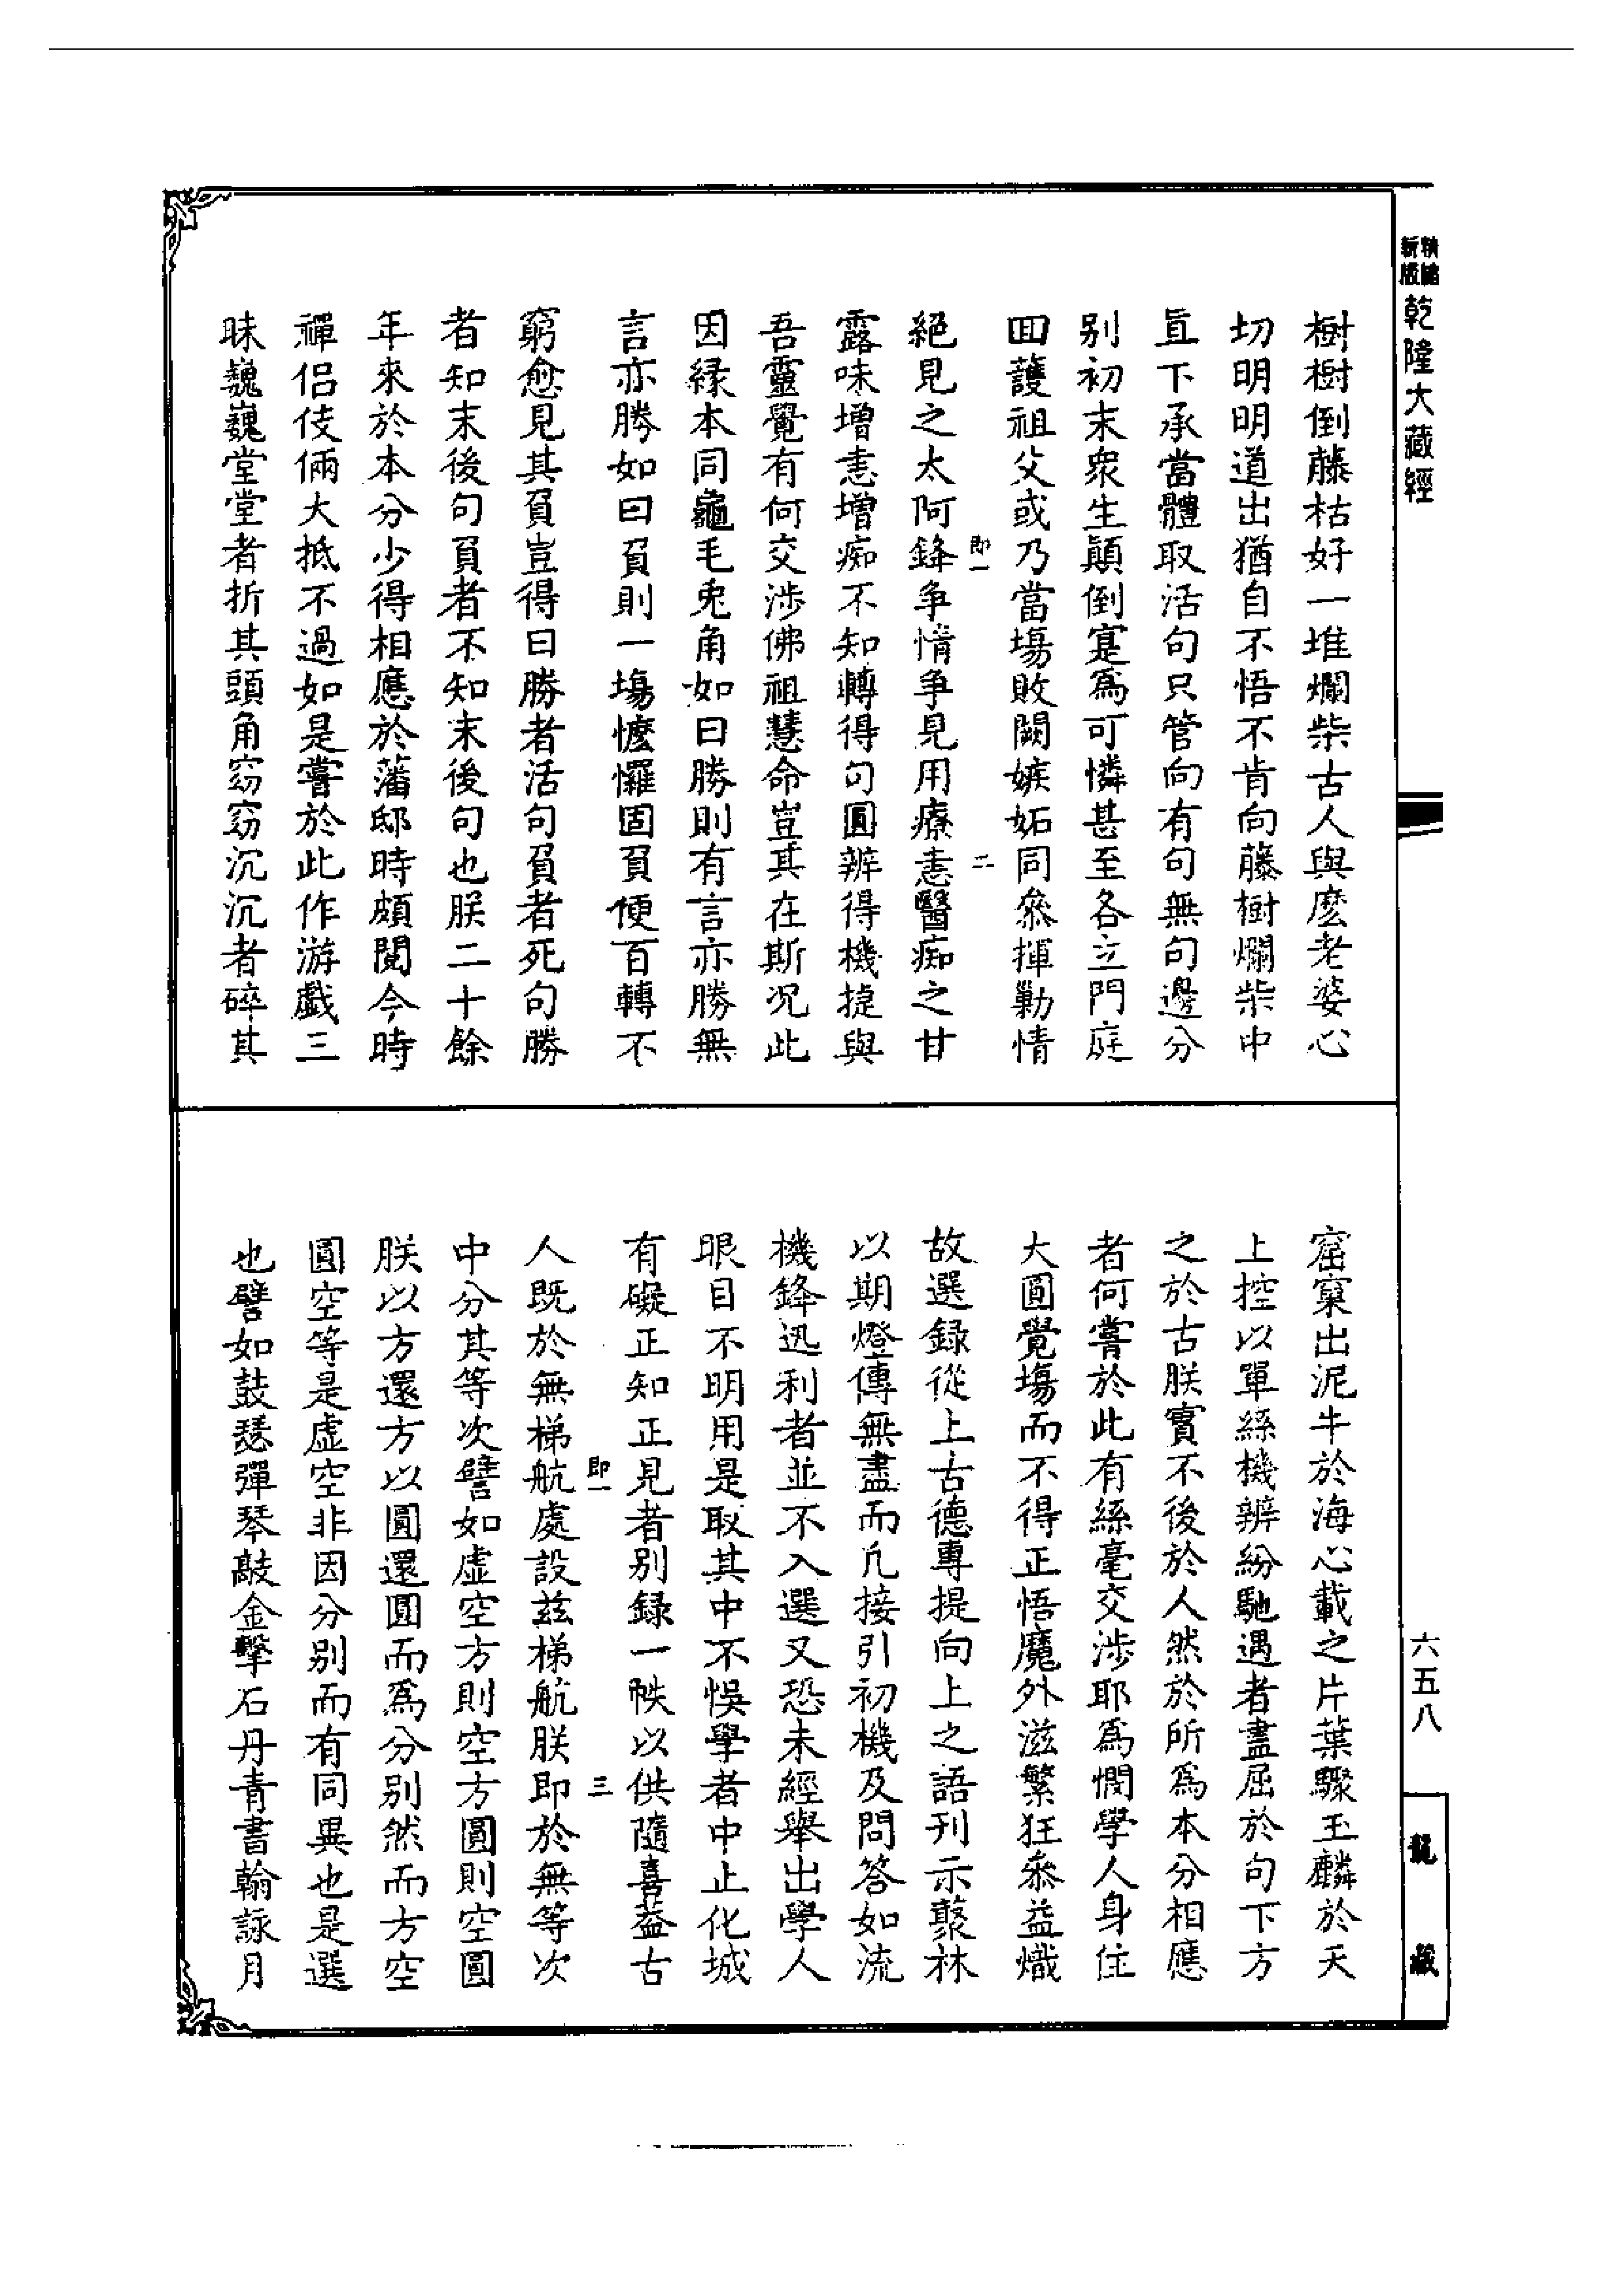 精縮新版
乾隆大藏經
六五八
龍藏
樹樹倒藤枯好一堆爛柴古人與麼老婆心
切明明道出猶自不悟不肯向藤樹爛柴中
直下承當體取活句只管向有句無句邊分
别初末衆生顛倒寔爲可憐甚至各立門庭
回護祖父或乃當塲敗闕嫉妬同叅揮勦情
即一
二
絕見之太阿鋒爭情爭見用療恚醫痴之甘
露味增恚增痴不知轉得句圓辨得機捷與
吾靈覺有何交涉佛祖慧命豈其在斯况此
因緣本同龜毛兎角如曰勝則有言亦勝無
言亦勝如曰負則一塲懡㦬固負便百轉不
窮愈見其負豈得曰勝者活句負者死句勝
者知末後句負者不知末後句也朕二十餘
年來於本分少得相應於藩邸時頗閱今時
禪侣伎倆大抵不過如是嘗於此作游戲三
昧巍巍堂堂者折其頭角窈窈沉沉者碎其
窟窠出泥牛於海心載之片葉驟玉麟於天
上控以單絲機辨紛馳遇者盡屈於句下方
之於古朕實不後於人然於所爲本分相應
者何嘗於此有絲毫交涉耶爲憫學人身住
大圓覺塲而不得正悟魔外滋繁狂叅益熾
故選録從上古德專提向上之語刊示藂林
以期燈傳無盡而凡接引初機及問答如流
機鋒迅利者並不入選又恐未經舉出學人
眼目不明用是取其中不悞學者中止化城
有礙正知正見者别録一帙以供隨喜葢古
即一
三
人既於無梯航處設兹梯航朕即於無等次
中分其等次譬如虚空方則空方圓則空圓
朕以方還方以圓還圓而爲分别然而方空
圓空等是虚空非因分别而有同異也是選
也譬如鼓瑟彈琴敲金擊石丹青書翰詠月